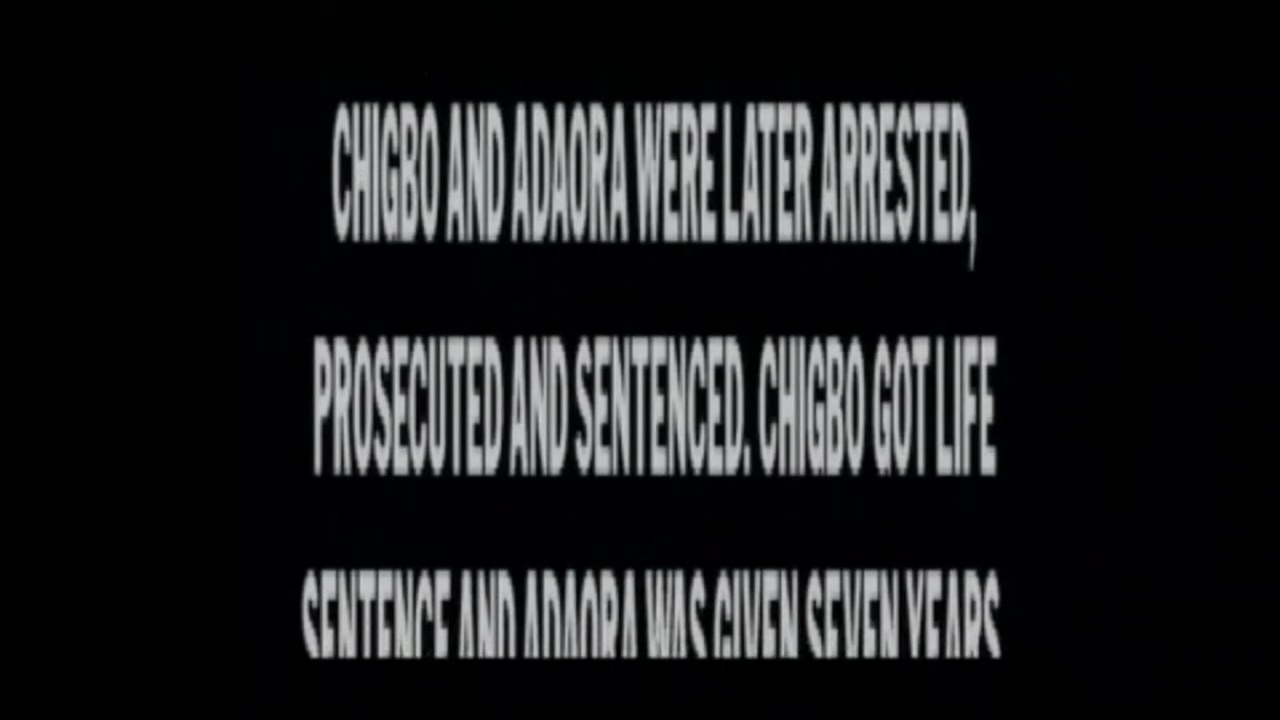 CHIGBO AND ADAORA WERE LATER ARRESTED,
PROSECUTED AND SENTENCED. CHIGBO GOT LIFE
SENTENCE AND ADAORA WAS GIVEN SEVEN YEARS